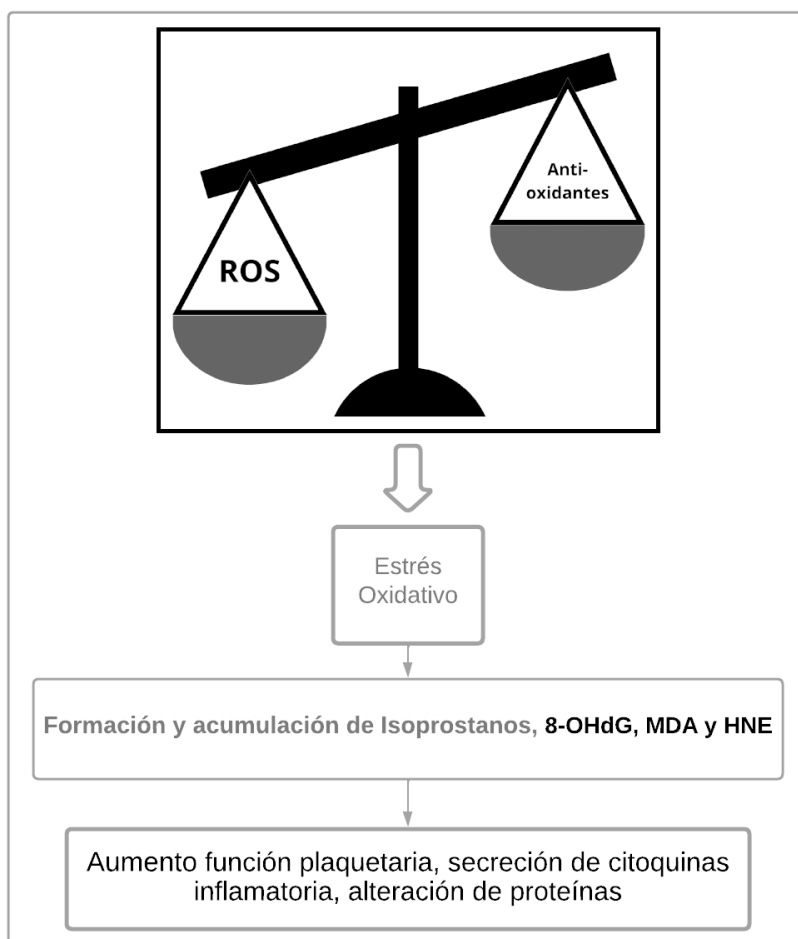 Anti-
oxidantes
ROS
Estrés
Oxidativo
Formación y acumulación de Isoprostanos, 8-OHdG, MDA y HNE
Aumento función plaquetaria, secreción de citoquinas
inflamatoria, alteración de proteínas